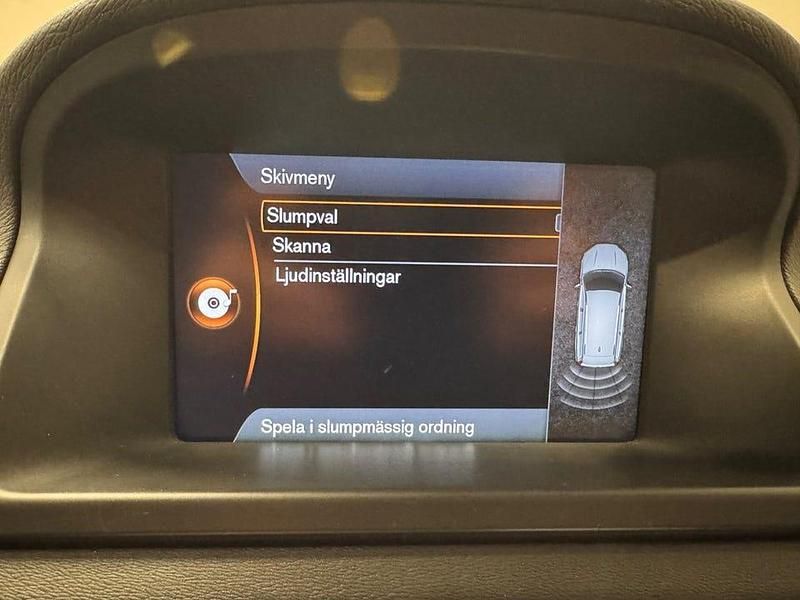 Skivmeny
Slumpval
Skanna
Ljudinställningar
Spela i slumpmässig ordning